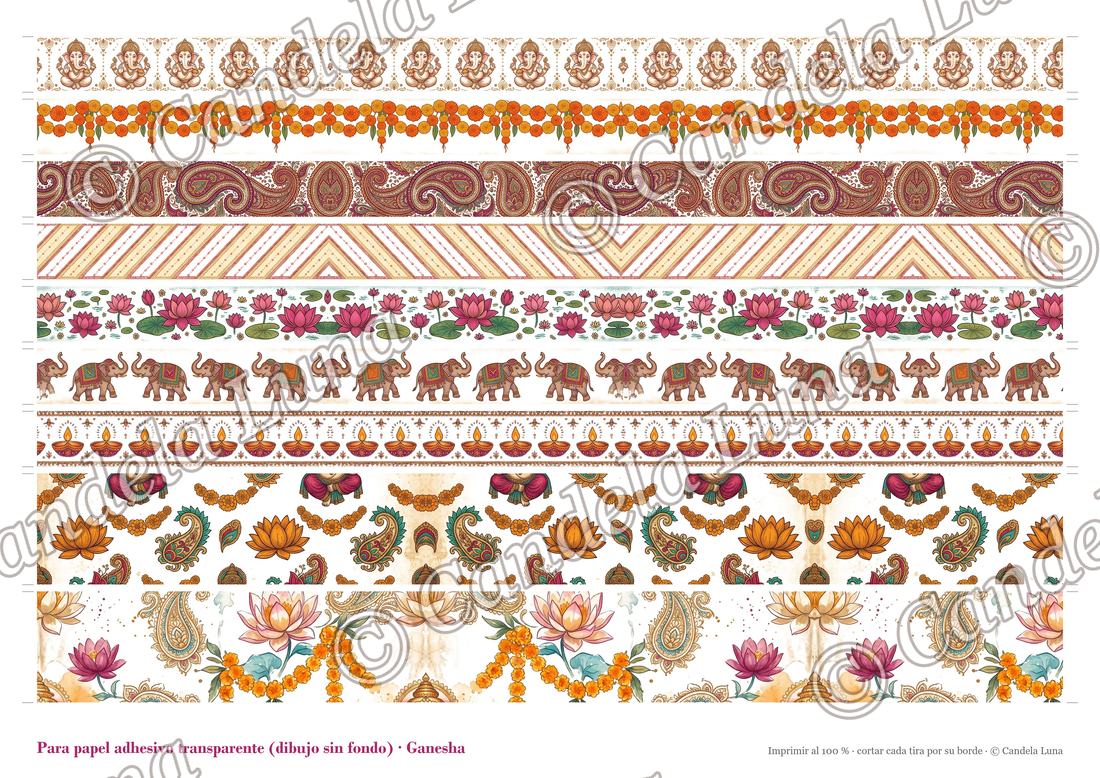 © Candela Luna
© Candela Luna
© Candela Luna
© Candela Luna
Para papel adhesivo transparente (dibujo sin fondo) · Ganesha
Imprimir al 100 % · cortar cada tira por su borde · © Candela Luna